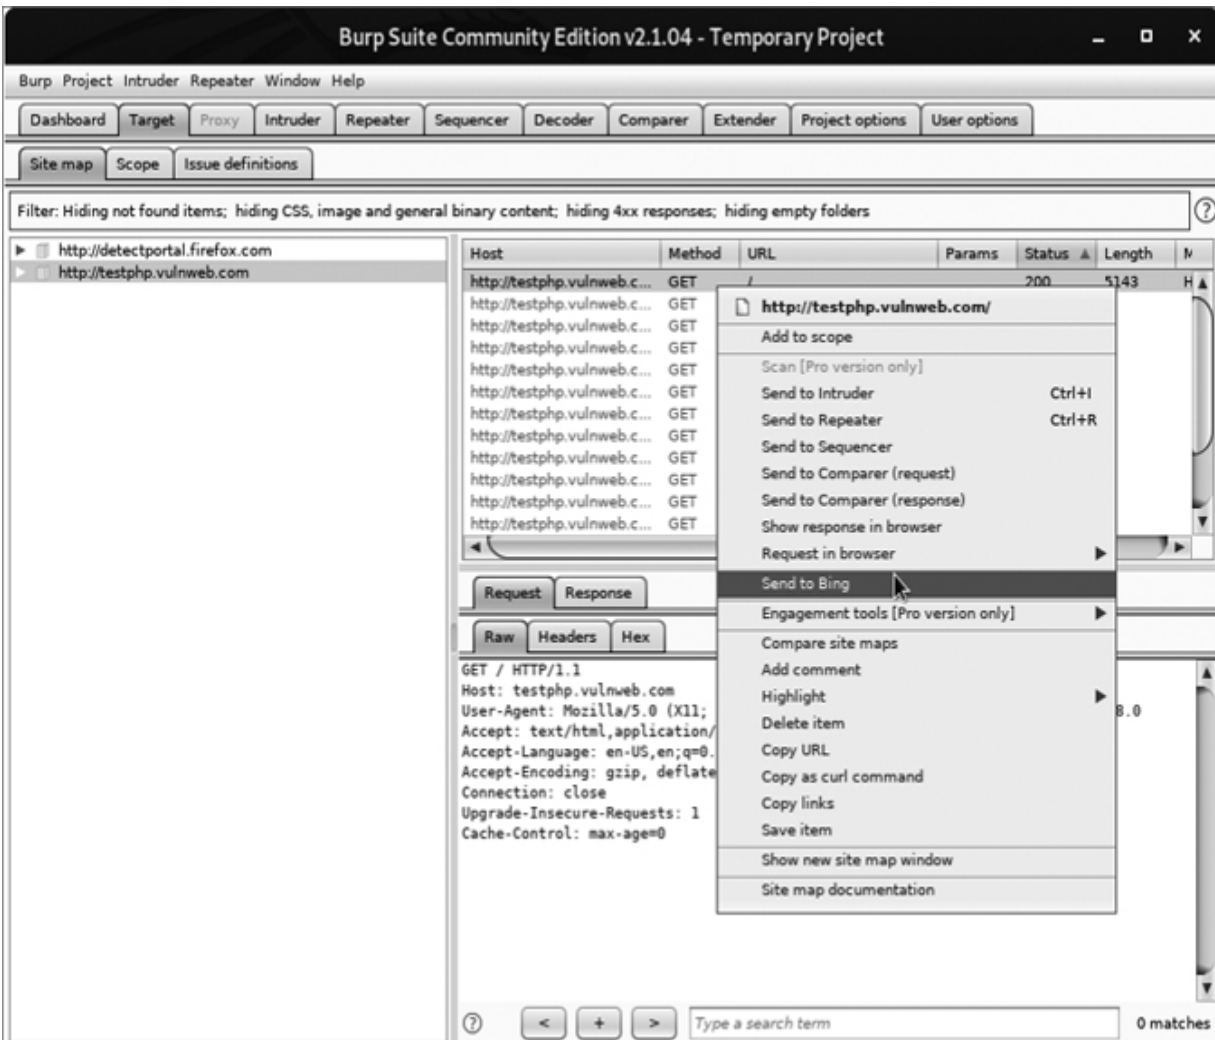 Burp Suite Community Edition v2.1.04 - Temporary Project
Burp Project Intruder Repeater Window Help
Dashboard Target Proxy Intruder Repeater Sequencer Decoder Comparer Extender Project options User options
Site map Scope Issue definitions
Filter: Hiding not found items; hiding CSS, image and general binary content; hiding 4xx responses; hiding empty folders
http://detectportal.firefox.com
http://testphp.vulnweb.com
Host Method URL Params Status Length
http://testphp.vulnweb.c... GET / 200 5143 H
http://testphp.vulnweb.c... GET
http://testphp.vulnweb.c... GET
http://testphp.vulnweb.c... GET
http://testphp.vulnweb.c... GET
http://testphp.vulnweb.c... GET
http://testphp.vulnweb.c... GET
http://testphp.vulnweb.c... GET
http://testphp.vulnweb.c... GET
http://testphp.vulnweb.c... GET
http://testphp.vulnweb.c... GET
http://testphp.vulnweb.c... GET
http://testphp.vulnweb.com/
Add to scope
Scan [Pro version only]
Send to Intruder Ctrl+I
Send to Repeater Ctrl+R
Send to Sequencer
Send to Comparer (request)
Send to Comparer (response)
Show response in browser
Request in browser
Send to Bing
Engagement tools [Pro version only]
Compare site maps
Add comment
Highlight
Delete item
Copy URL
Copy as curl command
Copy links
Save item
Show new site map window
Site map documentation
Request Response
Raw Headers Hex
GET / HTTP/1.1
Host: testphp.vulnweb.com
User-Agent: Mozilla/5.0 (X11; 8.0
Accept: text/html,application/
Accept-Language: en-US,en;q=0.
Accept-Encoding: gzip, deflate
Connection: close
Upgrade-Insecure-Requests: 1
Cache-Control: max-age=0
? < + > Type a search term 0 matches